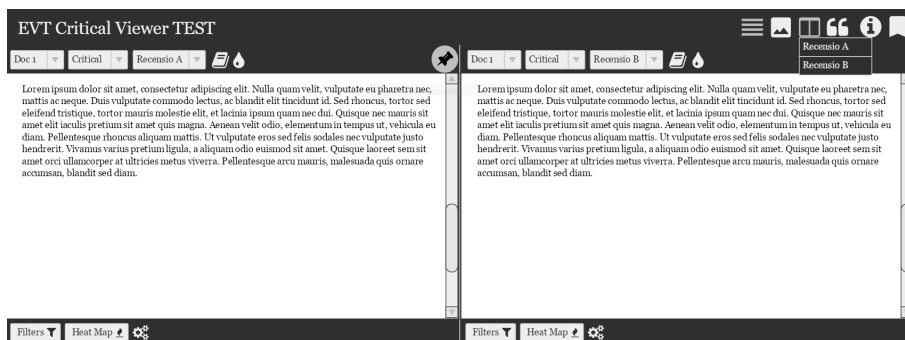 EVT Critical Viewer TEST
Recensio A
Recensio B
Doc 1 Critical Recensio A
Doc 1 Critical Recensio B
Lorem ipsum dolor sit amet, consectetur adipiscing elit. Nulla quam velit, vulputate eu pharetra nec,
mattis ac neque. Duis vulputate commodo lectus, ac blandit elit tincidunt id. Sed rhoncus, tortor sed
eleifend tristique, tortor mauris molestie elit, et lacinia ipsum quam nec dui. Quisque nec mauris sit
amet elit iaculis pretium sit amet quis magna. Aenean velit odio, elementum in tempus ut, vehicula eu
diam. Pellentesque rhoncus aliquam mattis. Ut vulputate eros sed felis sodales nec vulputate justo
hendrerit. Vivamus varius pretium ligula, a aliquam odio euismod sit amet. Quisque laoreet sem sit
amet orci ullamcorper at ultricies metus viverra. Pellentesque arcu mauris, malesuada quis ornare
accumsan, blandit sed diam.
Lorem ipsum dolor sit amet, consectetur adipiscing elit. Nulla quam velit, vulputate eu pharetra nec,
mattis ac neque. Duis vulputate commodo lectus, ac blandit elit tincidunt id. Sed rhoncus, tortor sed
eleifend tristique, tortor mauris molestie elit, et lacinia ipsum quam nec dui. Quisque nec mauris sit
amet elit iaculis pretium sit amet quis magna. Aenean velit odio, elementum in tempus ut, vehicula eu
diam. Pellentesque rhoncus aliquam mattis. Ut vulputate eros sed felis sodales nec vulputate justo
hendrerit. Vivamus varius pretium ligula, a aliquam odio euismod sit amet. Quisque laoreet sem sit
amet orci ullamcorper at ultricies metus viverra. Pellentesque arcu mauris, malesuada quis ornare
accumsan, blandit sed diam.
Filters Heat Map
Filters Heat Map